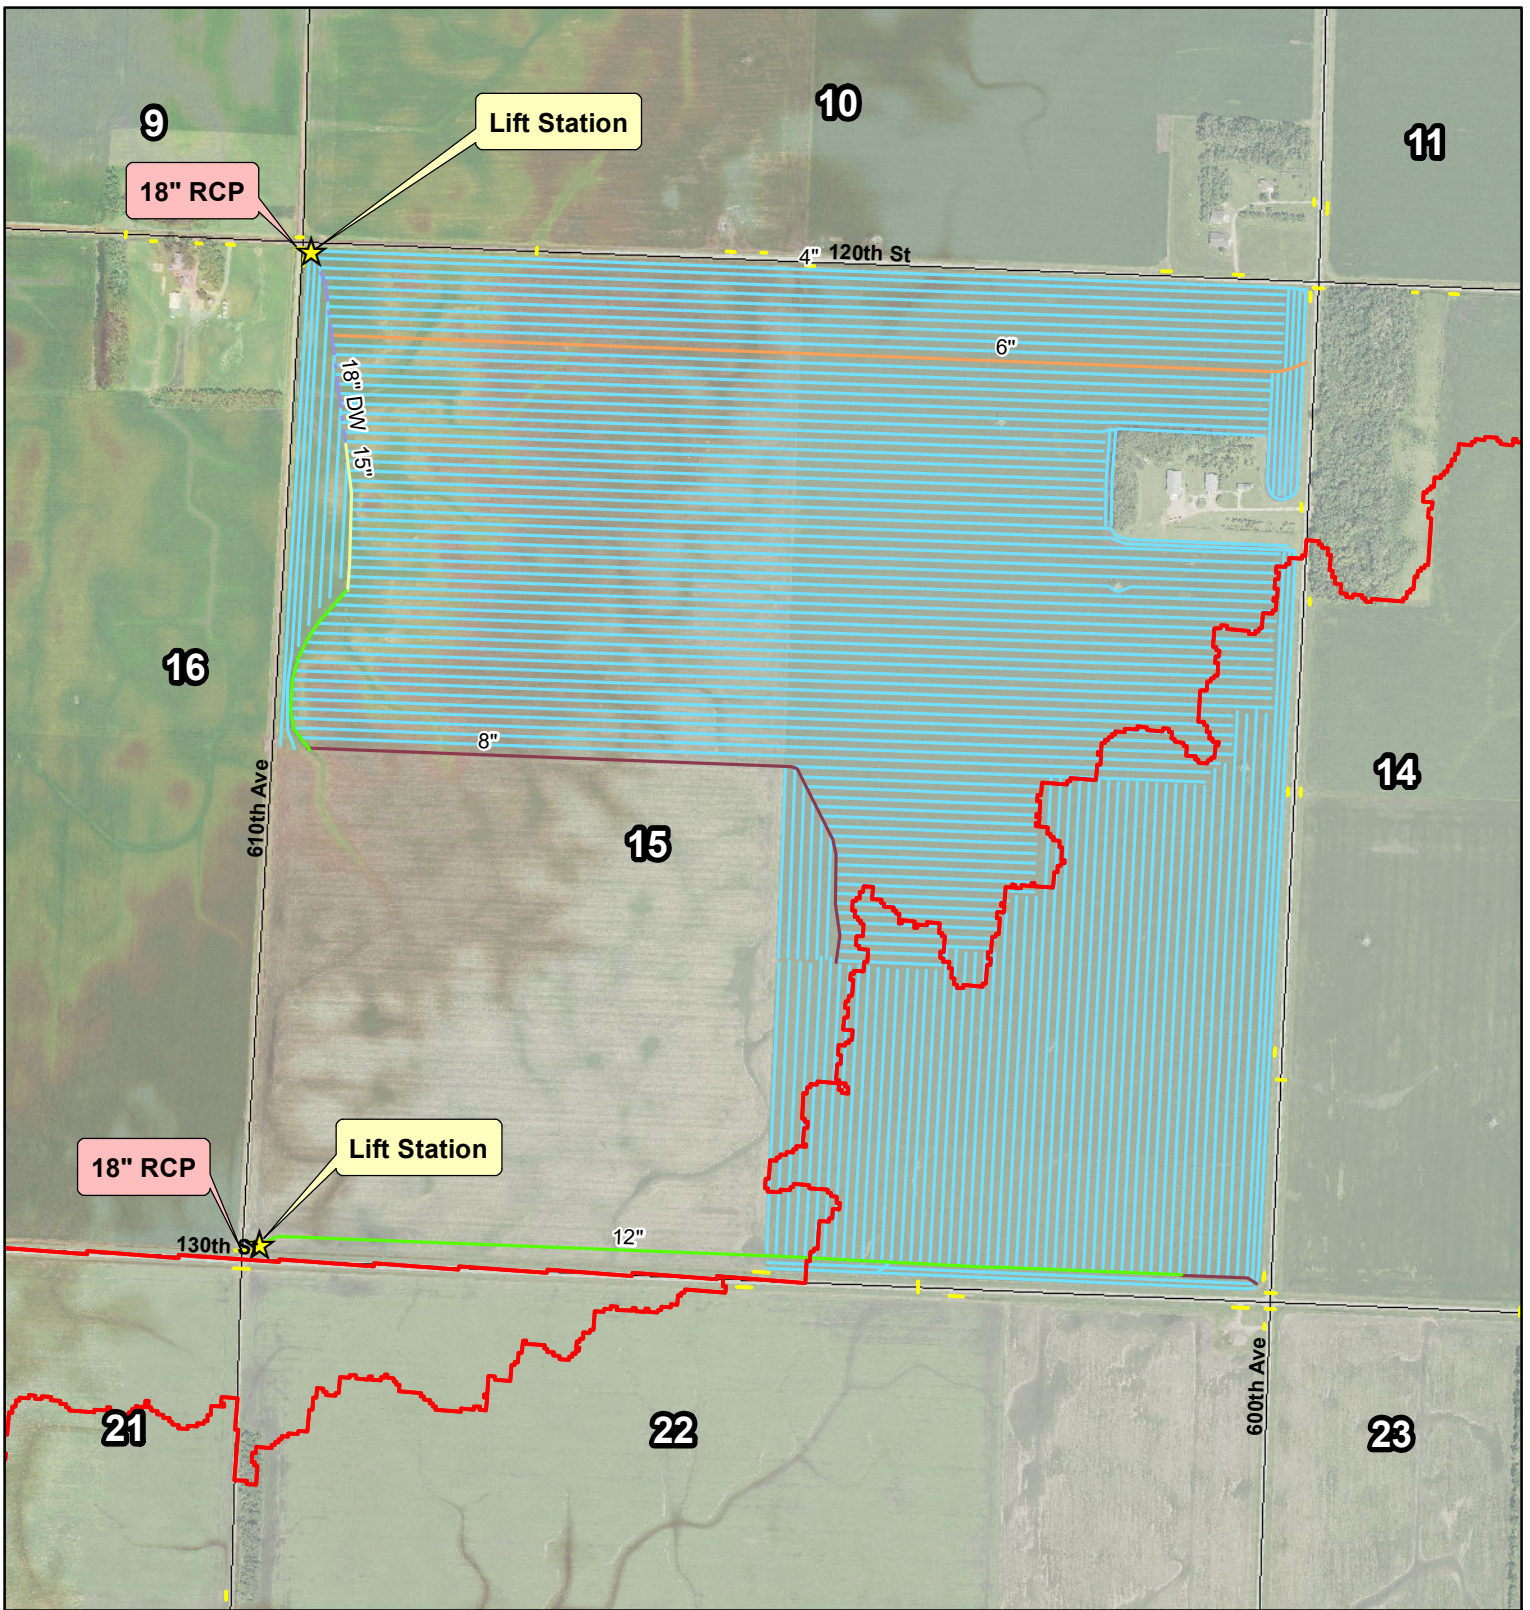 10
9
Lift Station
11
18" RCP
4"
120th St
6"
18" DW
15"
16
8"
14
610th Ave
15
Lift Station
18" RCP
12"
130th St
600th Ave
21
22
23